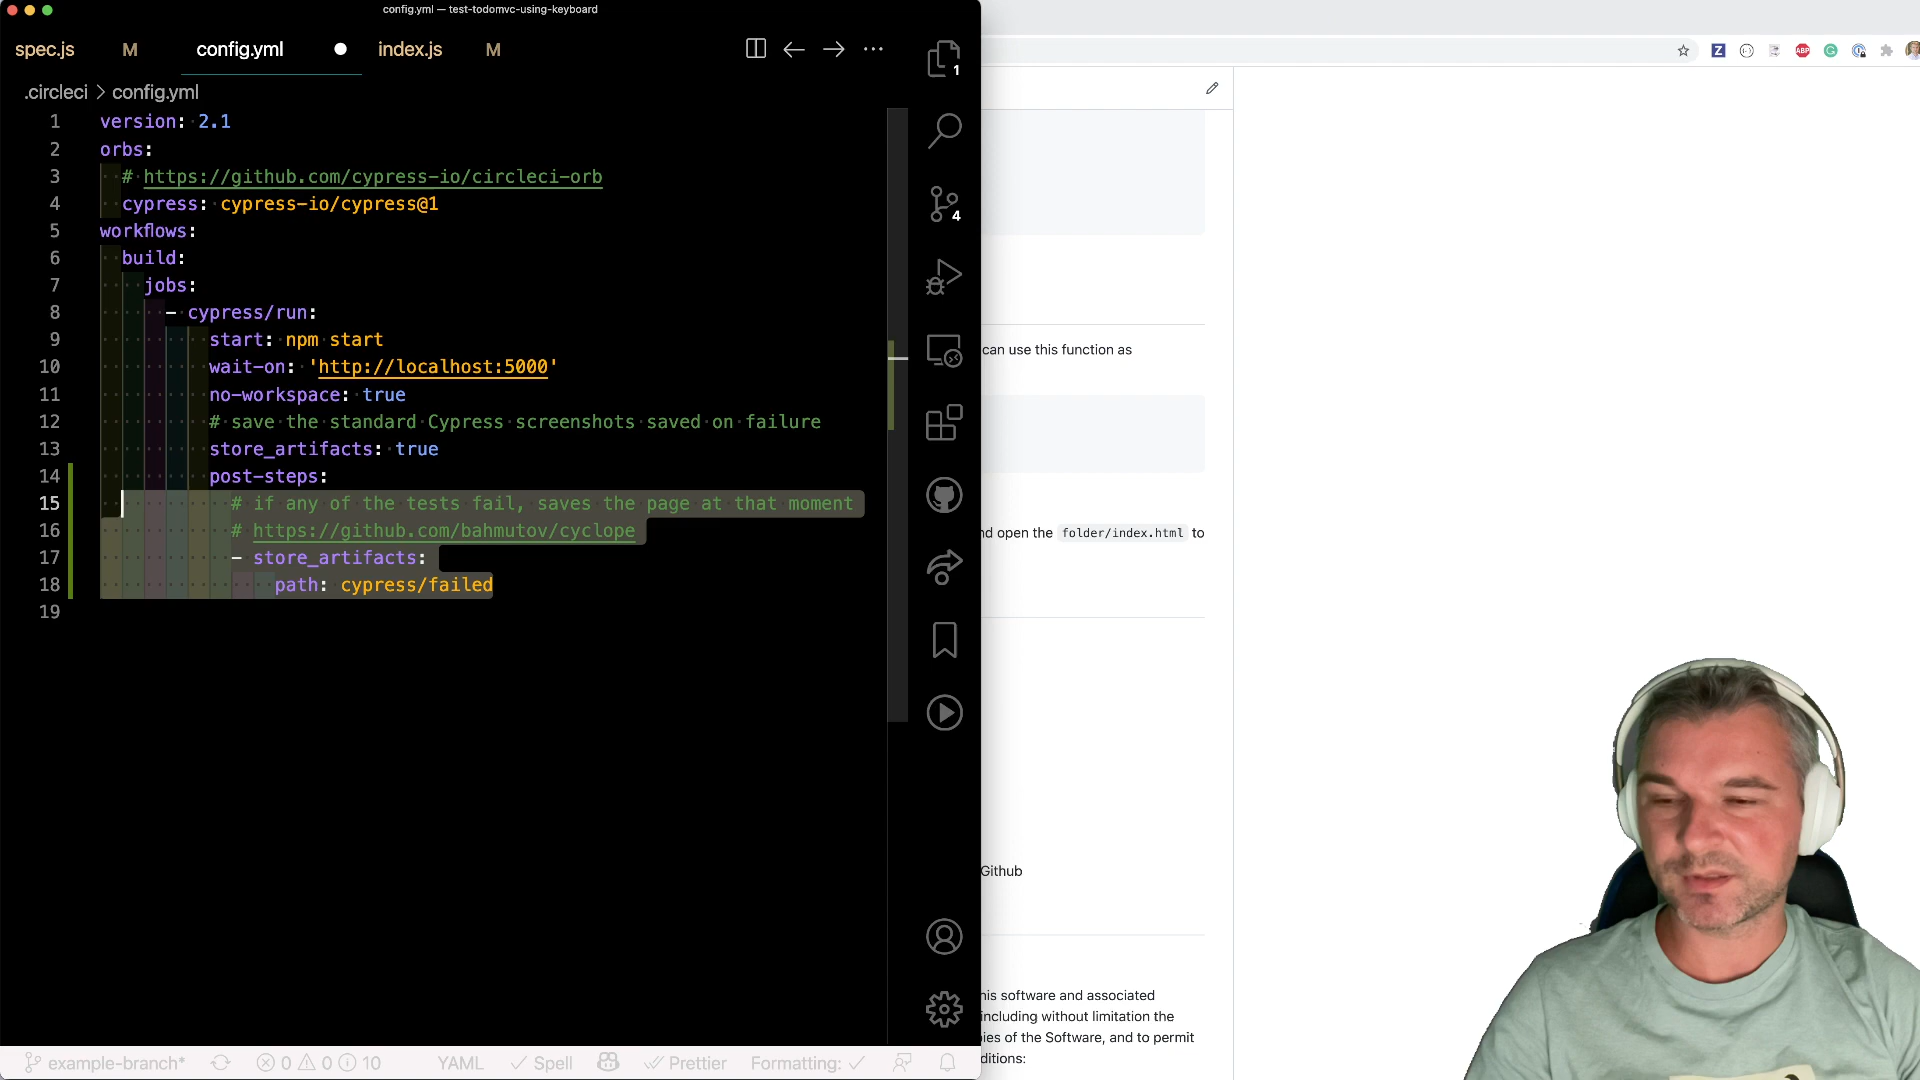 config.yml — test-todomvc-using-keyboard
spec.js M config.yml index.js M
.circleci > config.yml
1 version: 2.1
2 orbs:
3 # https://github.com/cypress-io/circleci-orb
4 cypress: cypress-io/cypress@1
5 workflows:
6 build:
7 jobs:
8 - cypress/run:
9 start: npm start
10 wait-on: 'http://localhost:5000'
11 no-workspace: true
12 # save the standard Cypress screenshots saved on failure
13 store_artifacts: true
14 post-steps:
15 # if any of the tests fail, saves the page at that moment
16 # https://github.com/bahmutov/cyclope
17 - store_artifacts:
18 path: cypress/failed
19
1
4
example-branch* 0 0 10 YAML Spell Prettier Formatting:
Z ABP G
can use this function as
nd open the folder/index.html to
Github
his software and associated
including without limitation the
ies of the Software, and to permit
ditions: